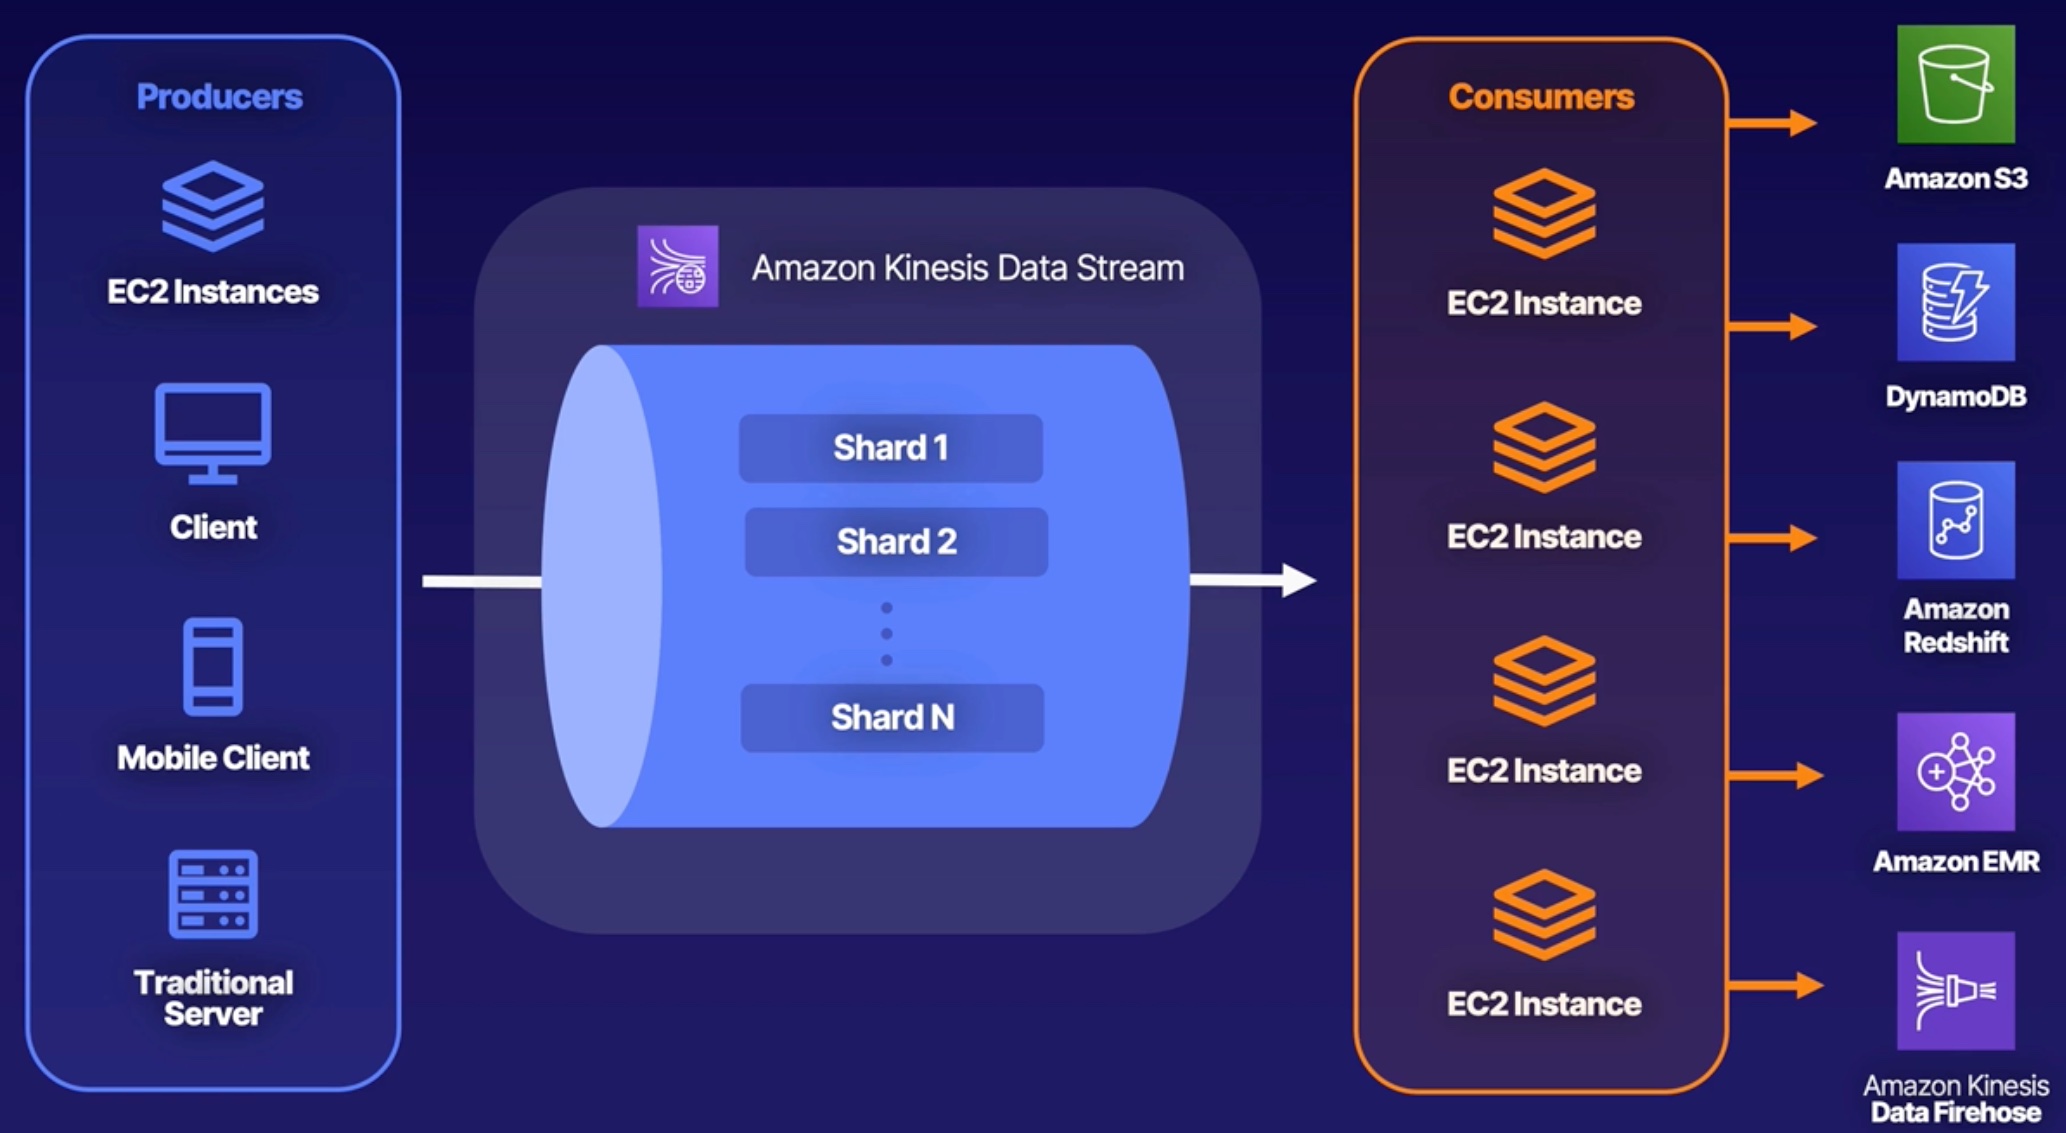 Producers
EC2 Instances
Client
Mobile Client
Traditional
Server
Amazon Kinesis Data Stream
Shard 1
Shard 2
Shard N
Consumers
EC2 Instance
EC2 Instance
EC2 Instance
EC2 Instance
Amazon S3
DynamoDB
Amazon
Redshift
Amazon EMR
Amazon Kinesis
Data Firehose